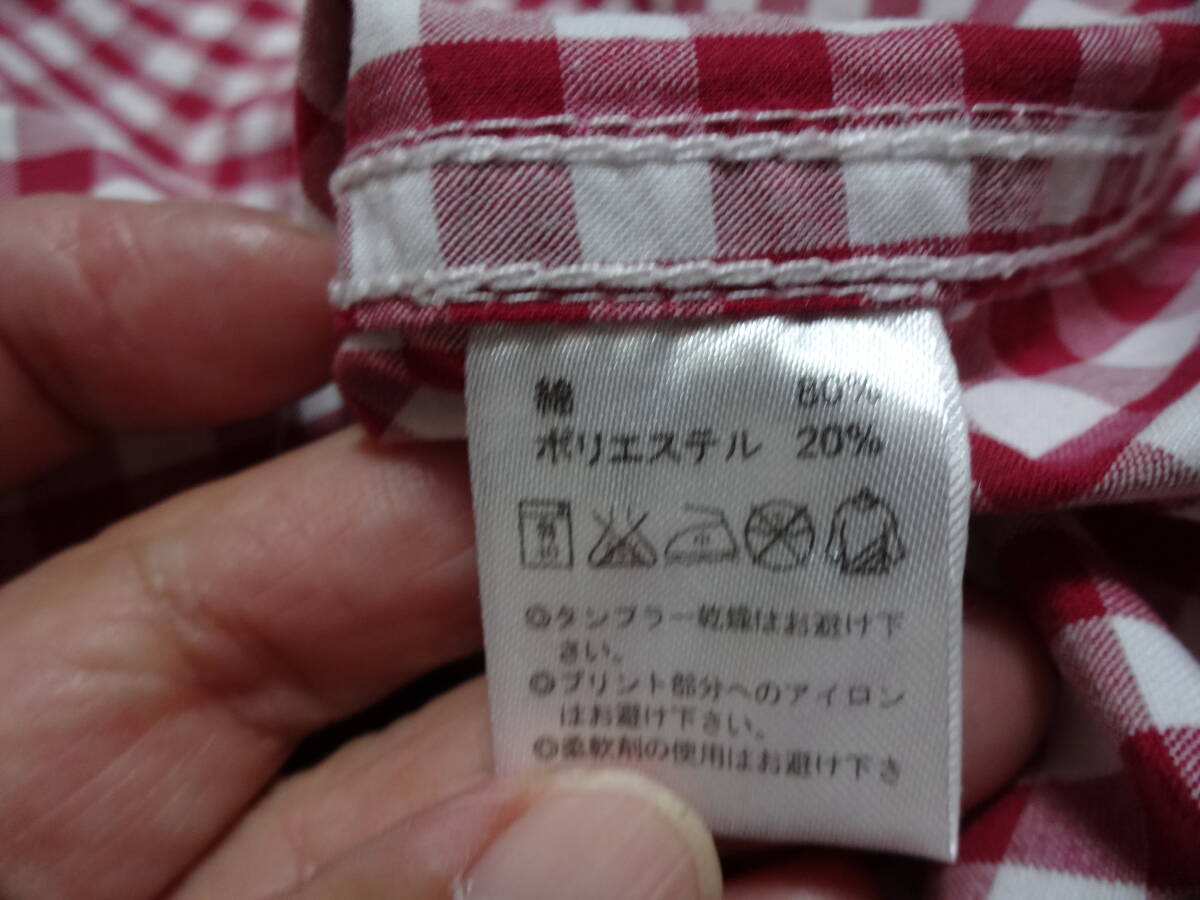 綿 80%
ポリエステル 20%
◎タンブラー乾燥はお避け下
さい。
◎プリント部分へのアイロン
はお避け下さい。
◎柔軟剤の使用はお避け下さ